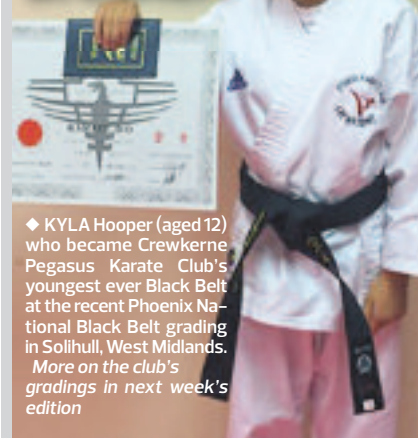 ◆ KYLA Hooper (aged 12)
who became Crewkerne
Pegasus Karate Club's
youngest ever Black Belt
at the recent Phoenix Na-
tional Black Belt grading
in Solihull, West Midlands.
More on the club's
gradings in next week's
edition